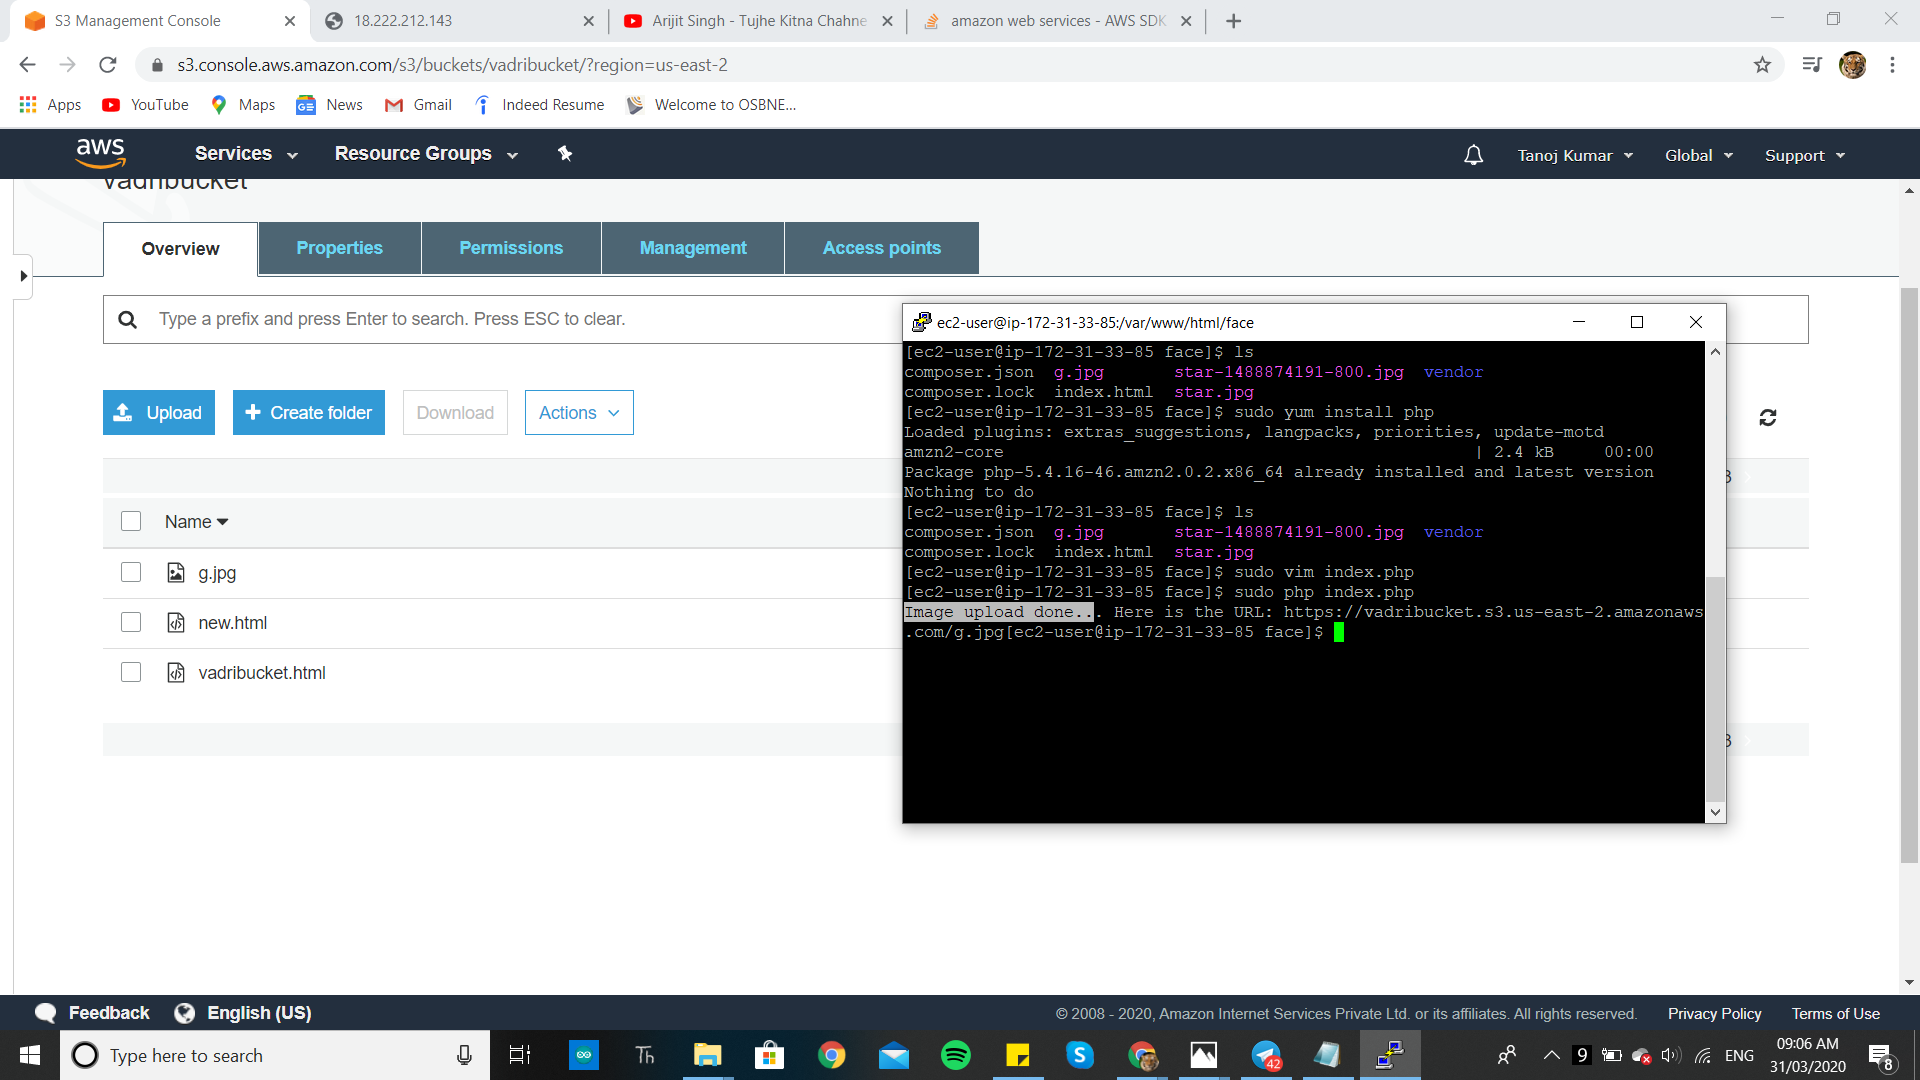 S3 Management Console
18.222.212.143
Arijit Singh - Tujhe Kitna Chahne
amazon web services - AWS SDK
s3.console.aws.amazon.com/s3/buckets/vadribucket/?region=us-east-2
Apps
YouTube
Maps
News
Gmail
Indeed Resume
Welcome to OSBNE...
aws
Services
Resource Groups
Tanoj Kumar
Global
Support
vadribucket
Overview
Properties
Permissions
Management
Access points
Type a prefix and press Enter to search. Press ESC to clear.
Upload
Create folder
Download
Actions
Name
g.jpg
new.html
vadribucket.html
3
3
ec2-user@ip-172-31-33-85:/var/www/html/face
[ec2-user@ip-172-31-33-85 face]$ ls
composer.json g.jpg star-1488874191-800.jpg vendor
composer.lock index.html star.jpg
[ec2-user@ip-172-31-33-85 face]$ sudo yum install php
Loaded plugins: extras_suggestions, langpacks, priorities, update-motd
amzn2-core | 2.4 kB 00:00
Package php-5.4.16-46.amzn2.0.2.x86_64 already installed and latest version
Nothing to do
[ec2-user@ip-172-31-33-85 face]$ ls
composer.json g.jpg star-1488874191-800.jpg vendor
composer.lock index.html star.jpg
[ec2-user@ip-172-31-33-85 face]$ sudo vim index.php
[ec2-user@ip-172-31-33-85 face]$ sudo php index.php
Image upload done... Here is the URL: https://vadribucket.s3.us-east-2.amazonaws
.com/g.jpg[ec2-user@ip-172-31-33-85 face]$
Feedback
English (US)
© 2008 - 2020, Amazon Internet Services Private Ltd. or its affiliates. All rights reserved.
Privacy Policy
Terms of Use
Type here to search
Th
42
9
ENG
09:06 AM
31/03/2020
8